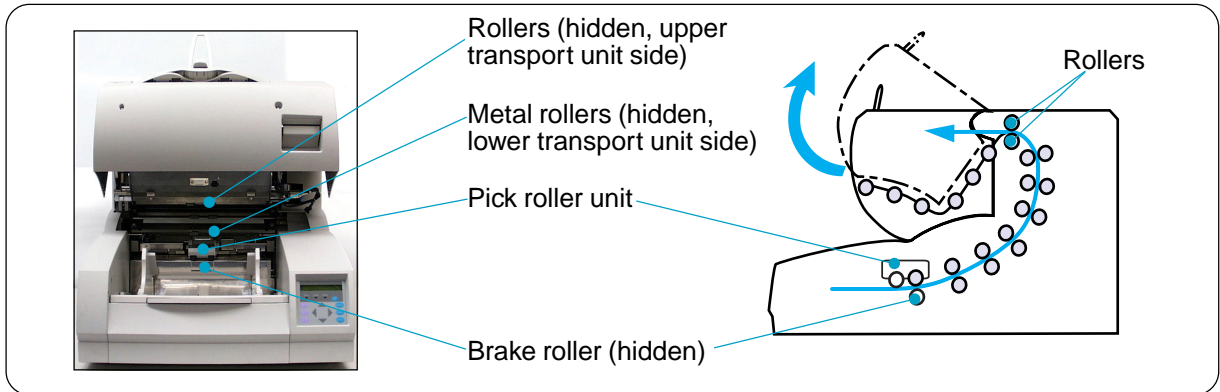 Rollers (hidden, upper
transport unit side)
Metal rollers (hidden,
lower transport unit side)
Pick roller unit
Brake roller (hidden)
Rollers